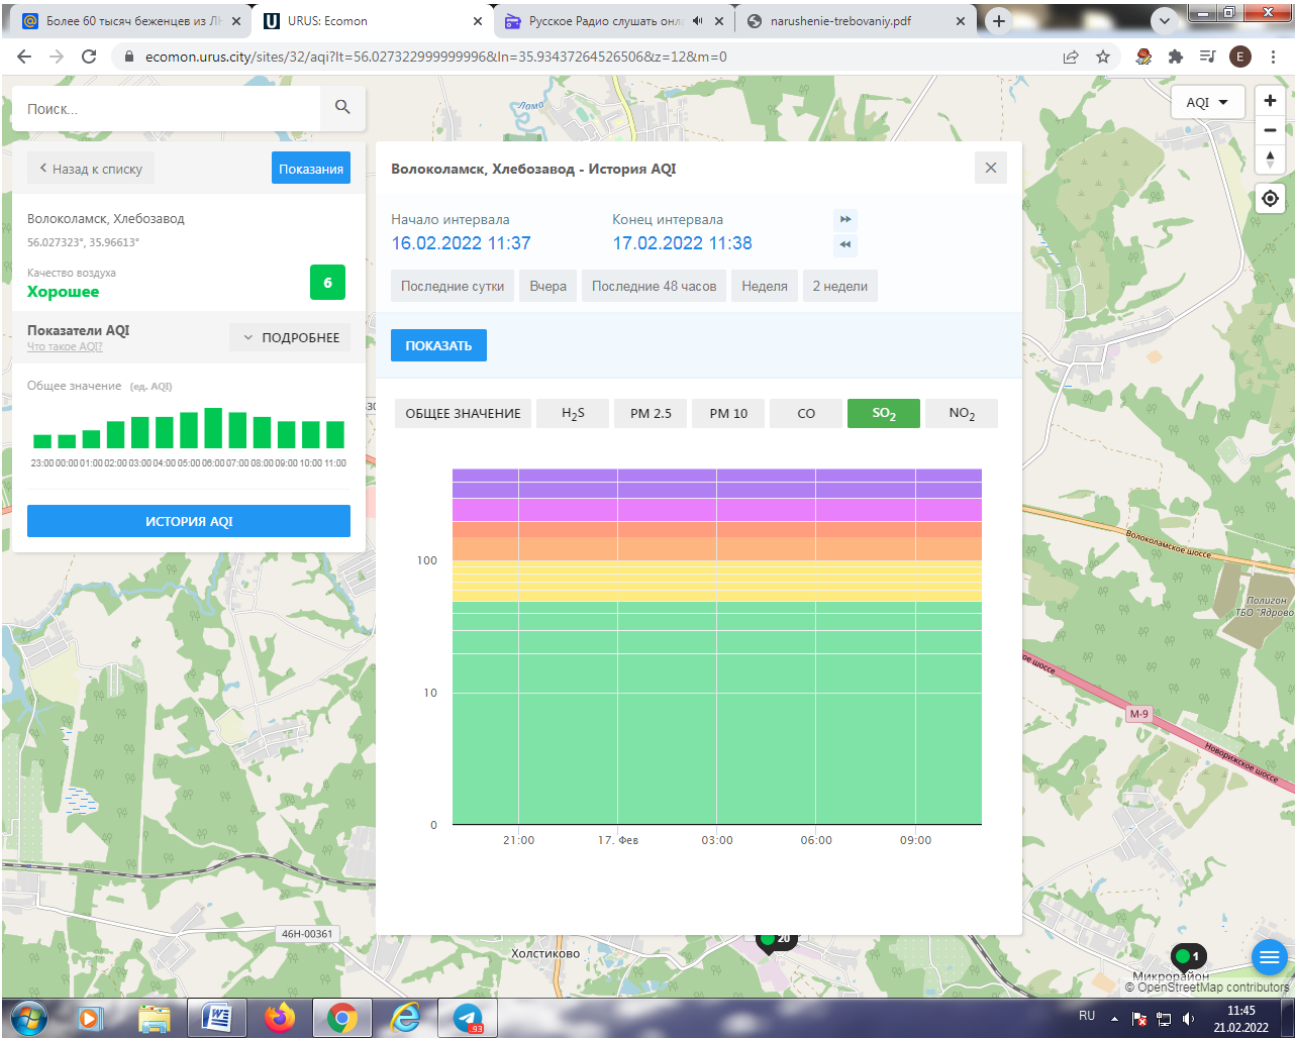 Более 60 тысяч беженцев из ЛН
URUS: Ecomon
Русское Радио слушать онл
narushenie-trebovaniy.pdf
ecomon.urus.city/sites/32/aqi?lt=56.027322999999996&ln=35.93437264526506&z=12&m=0
E
Поиск...
Лама
AQI
Назад к списку
Показания
Волоколамск, Хлебозавод
56.027323°, 35.96613°
Качество воздуха
Хорошее
6
Показатели AQI
Что такое AQI?
ПОДРОБНЕЕ
Общее значение (ед. AQI)
23:00 00:00 01:00 02:00 03:00 04:00 05:00 06:00 07:00 08:00 09:00 10:00 11:00
ИСТОРИЯ AQI
Волоколамск, Хлебозавод - История AQI
Начало интервала
Конец интервала
16.02.2022 11:37
17.02.2022 11:38
Последние сутки
Вчера
Последние 48 часов
Неделя
2 недели
ПОКАЗАТЬ
ОБЩЕЕ ЗНАЧЕНИЕ
H2S
PM 2.5
PM 10
CO
SO2
NO2
100
10
0
21:00
17. Фев
03:00
06:00
09:00
Волоколамское шоссе
Полигон
ТБО "Ядрово"
ое шоссе
М-9
Новорижское шоссе
46Н-00361
Холстиково
20
1
Микрорайон
© OpenStreetMap contributors
93
RU
11:45
21.02.2022